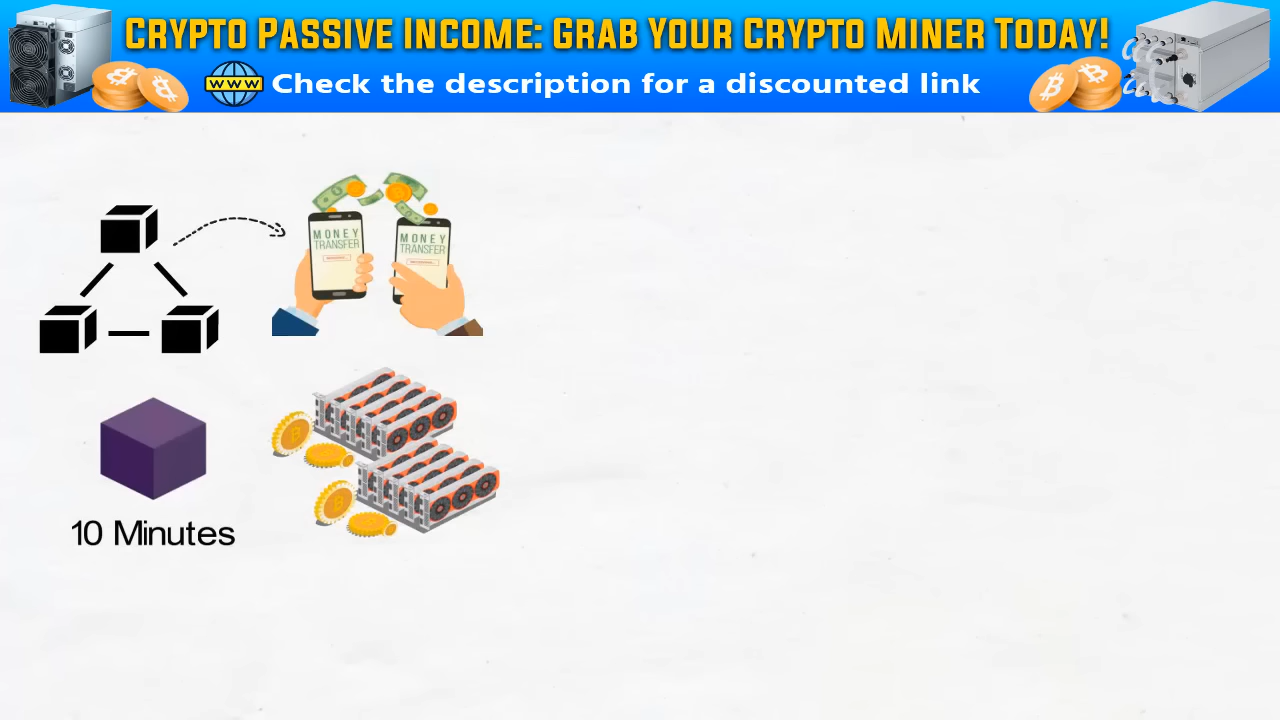 Crypto Passive Income: Grab Your Crypto Miner Today!
WWW Check the description for a discounted link
MONEY
TRANSFER
MONEY
TRANSFER
10 Minutes